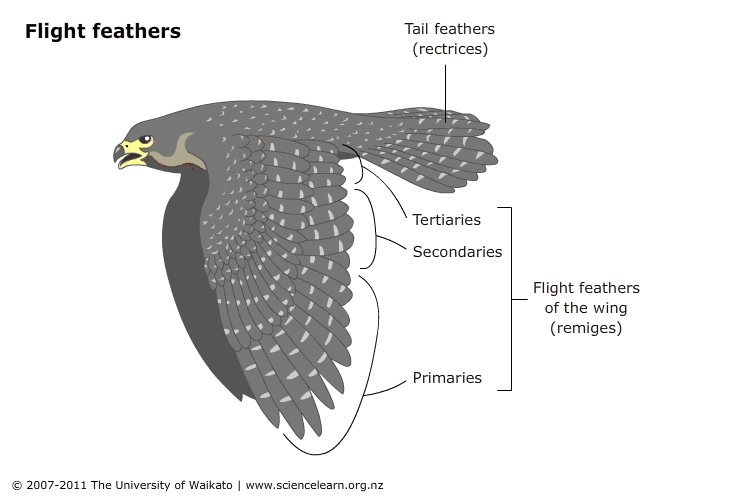 Flight feathers
Tail feathers
(rectrices)
Tertiaries
Secondaries
Flight feathers
of the wing
(remiges)
Primaries
© 2007-2011 The University of Waikato | www.sciencelearn.org.nz